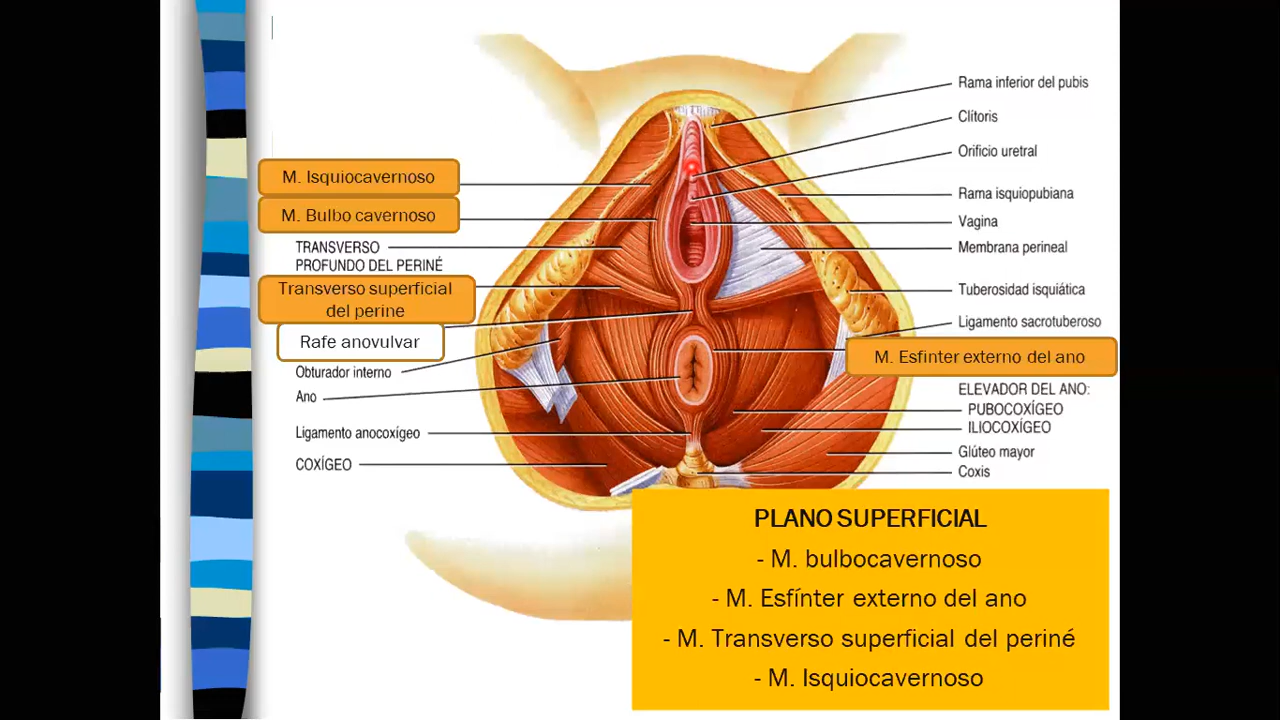 M. Isquiocavernoso
M. Bulbo cavernoso
TRANSVERSO
PROFUNDO DEL PERINÉ
Transverso superficial
del perine
Rafe anovulvar
Obturador interno
Ano
Ligamento anocoxígeo
COXÍGEO
Rama inferior del pubis
Clítoris
Orificio uretral
Rama isquiopubiana
Vagina
Membrana perineal
Tuberosidad isquiática
Ligamento sacrotuberoso
M. Esfinter externo del ano
ELEVADOR DEL ANO:
PUBOCOXÍGEO
ILIOCOXÍGEO
Glúteo mayor
Coxis
PLANO SUPERFICIAL
- M. bulbocavernoso
- M. Esfínter externo del ano
- M. Transverso superficial del periné
- M. Isquiocavernoso